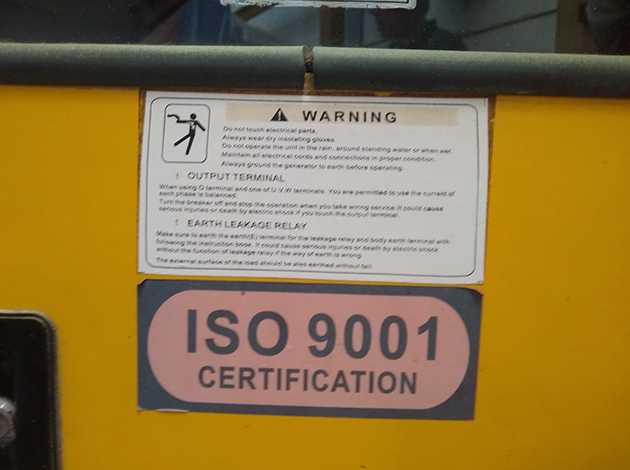 WARNING
Do not touch electrical parts.
Always wear dry insulating gloves.
Do not operate the unit in the rain, around standing water or when wet.
Maintain all electrical cords and connections in proper condition.
Always ground the generator to earth before operating.
! OUTPUT TERMINAL
When using O terminal and one of U.V.W terminals. You are permitted to use the current of
each phase is balanced.
Turn the breaker off and stop the operation when you take wiring service. It could cause
serious injuries or death by electric shock if you touch the output terminal.
! EARTH LEAKAGE RELAY
Make sure to earth the earth(E) terminal for the leakage relay and body earth terminal with
following the instruction book. It could cause serious injuries or death by electric shock
without the function of leakage relay if the way of earth is wrong.
The external surface of the load should be also earthed without fail.
ISO 9001
CERTIFICATION